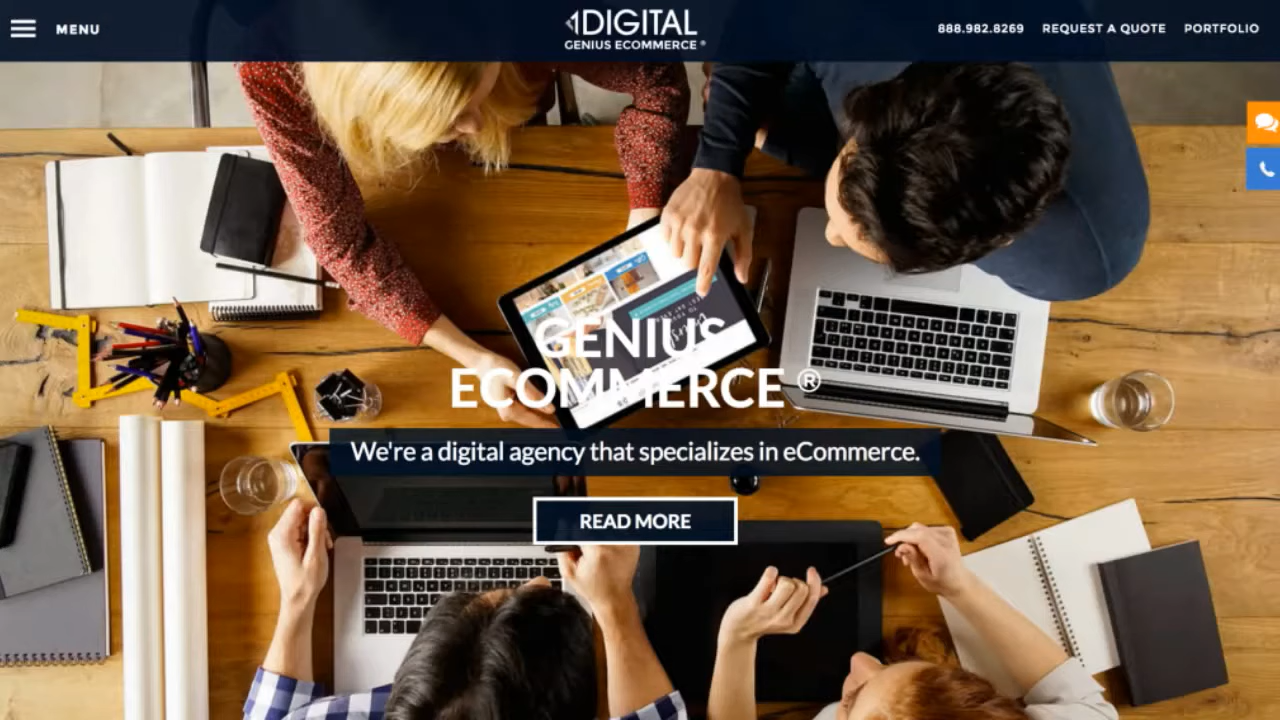 MENU
1DIGITAL
GENIUS ECOMMERCE ®
888.982.8269 REQUEST A QUOTE PORTFOLIO
GENIUS
ECOMMERCE ®
We're a digital agency that specializes in eCommerce.
READ MORE